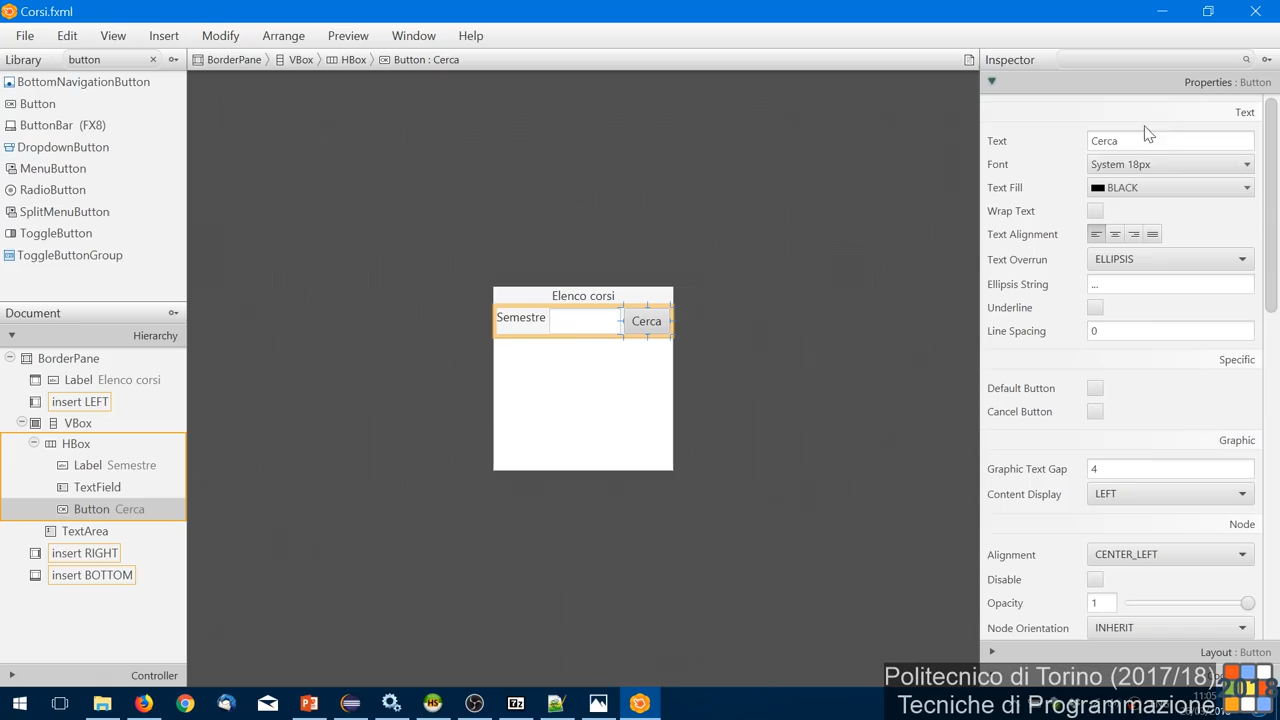 Corsi.fxml
File Edit View Insert Modify Arrange Preview Window Help
Library button
BorderPane VBox HBox Button : Cerca
Inspector
BottomNavigationButton
Button
ButtonBar (FX8)
DropdownButton
MenuButton
RadioButton
SplitMenuButton
ToggleButton
ToggleButtonGroup
Document
Hierarchy
BorderPane
Label Elenco corsi
insert LEFT
VBox
HBox
Label Semestre
TextField
Button Cerca
TextArea
insert RIGHT
insert BOTTOM
Controller
Elenco corsi
Semestre Cerca
Properties : Button
Text
Text Cerca
Font System 18px
Text Fill BLACK
Wrap Text
Text Alignment
Text Overrun ELLIPSIS
Ellipsis String ...
Underline
Line Spacing 0
Specific
Default Button
Cancel Button
Graphic
Graphic Text Gap 4
Content Display LEFT
Node
Alignment CENTER_LEFT
Disable
Opacity 1
Node Orientation INHERIT
Layout : Button
Politecnico di Torino (2017/18)
Tecniche di Programmazione
2018
11:05